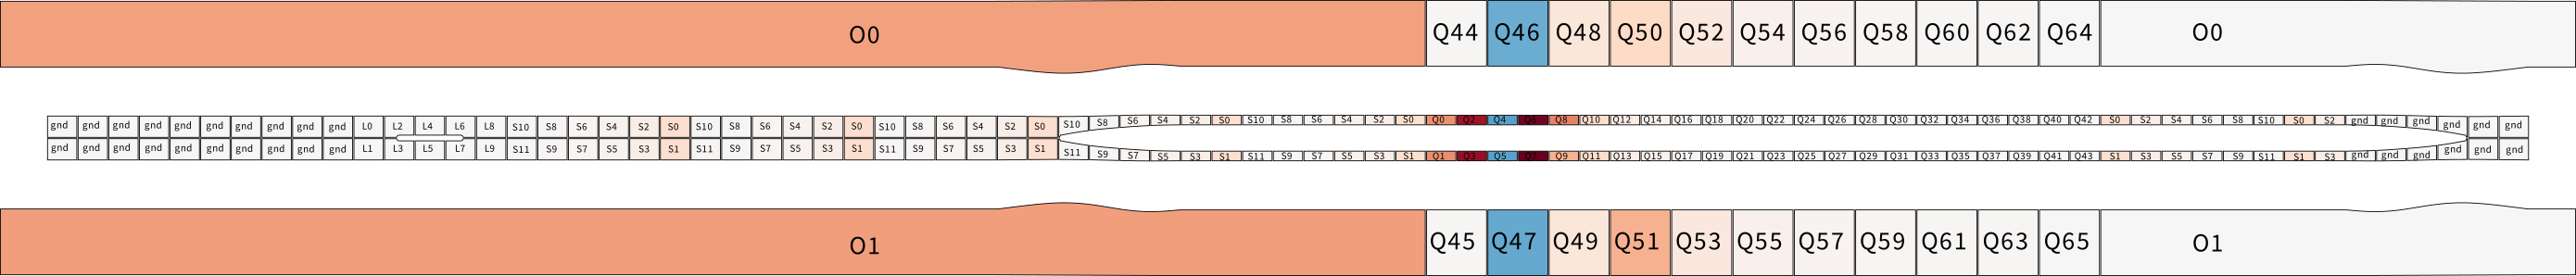 O0 Q44 Q46 Q48 Q50 Q52 Q54 Q56 Q58 Q60 Q62 Q64 O0
gnd gnd gnd gnd gnd gnd gnd gnd gnd gnd L0 L2 L4 L6 L8 S10 S8 S6 S4 S2 S0 S10 S8 S6 S4 S2 S0 S10 S8 S6 S4 S2 S0 S10 S8 S6 S4 S2 S0 S10 S8 S6 S4 S2 S0 Q0 Q2 Q4 Q6 Q8 Q10 Q12 Q14 Q16 Q18 Q20 Q22 Q24 Q26 Q28 Q30 Q32 Q34 Q36 Q38 Q40 Q42 S0 S2 S4 S6 S8 S10 S0 S2 gnd gnd gnd gnd gnd gnd
gnd gnd gnd gnd gnd gnd gnd gnd gnd gnd L1 L3 L5 L7 L9 S11 S9 S7 S5 S3 S1 S11 S9 S7 S5 S3 S1 S11 S9 S7 S5 S3 S1 S11 S9 S7 S5 S3 S1 S11 S9 S7 S5 S3 S1 Q1 Q3 Q5 Q7 Q9 Q11 Q13 Q15 Q17 Q19 Q21 Q23 Q25 Q27 Q29 Q31 Q33 Q35 Q37 Q39 Q41 Q43 S1 S3 S5 S7 S9 S11 S1 S3 gnd gnd gnd gnd gnd gnd
O1 Q45 Q47 Q49 Q51 Q53 Q55 Q57 Q59 Q61 Q63 Q65 O1